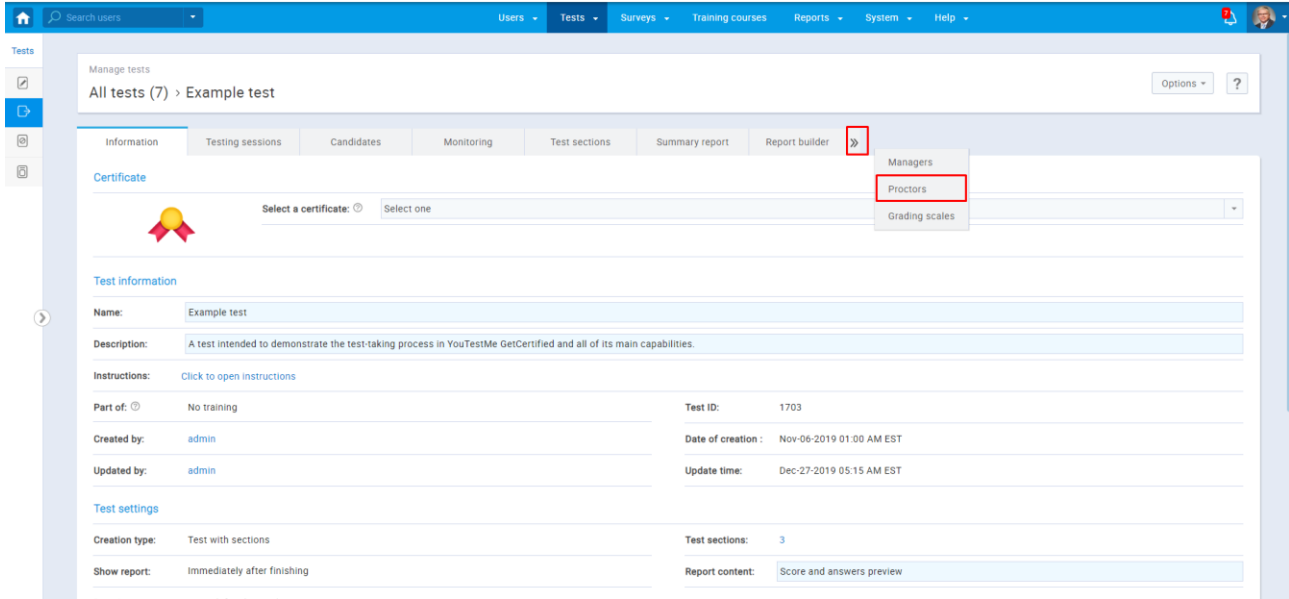 Search users
Users Tests Surveys Training courses Reports System Help
7
Tests
Manage tests
All tests (7) > Example test
Options
?
Information Testing sessions Candidates Monitoring Test sections Summary report Report builder »
Managers
Proctors
Grading scales
Certificate
Select a certificate: ? Select one
Test information
Name: Example test
Description: A test intended to demonstrate the test-taking process in YouTestMe GetCertified and all of its main capabilities.
Instructions: Click to open instructions
Part of: ? No training Test ID: 1703
Created by: admin Date of creation : Nov-06-2019 01:00 AM EST
Updated by: admin Update time: Dec-27-2019 05:15 AM EST
Test settings
Creation type: Test with sections Test sections: 3
Show report: Immediately after finishing Report content: Score and answers preview